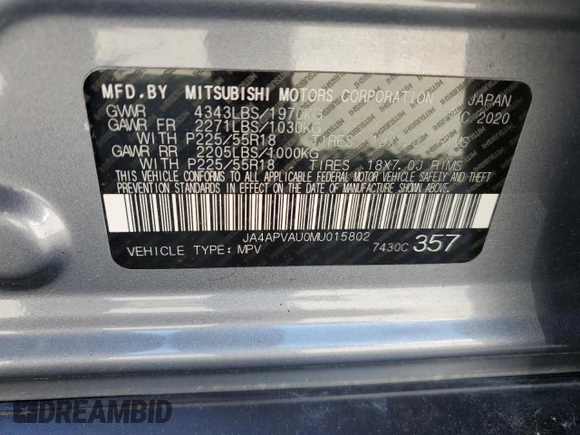 MFD.BY MITSUBISHI MOTORS CORPORATION JAPAN
GVWR 4343LBS/1970KG 2020
GAWR FR 2271LBS/1030KG
WITH P225/55R18 TIRES
GAWR RR 2205LBS/1000KG
WITH P225/55R18 TIRES 18X7.0J RIMS
THIS VEHICLE CONFORMS TO ALL APPLICABLE FEDERAL MOTOR VEHICLE SAFETY AND THEFT
PREVENTION STANDARDS IN EFFECT ON THE DATE OF MANUFACTURE SHOWN ABOVE.
JA4APVAU0MU015802
VEHICLE TYPE: MPV 7430C 357
DREAMBID